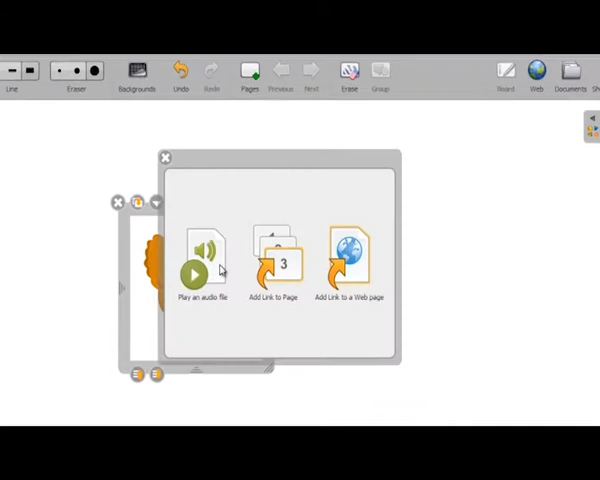 Line Eraser Backgrounds Undo Redo Pages Previous Next Erase Group Board Web Documents
3
Play an audio file Add Link to Page Add Link to a Web page